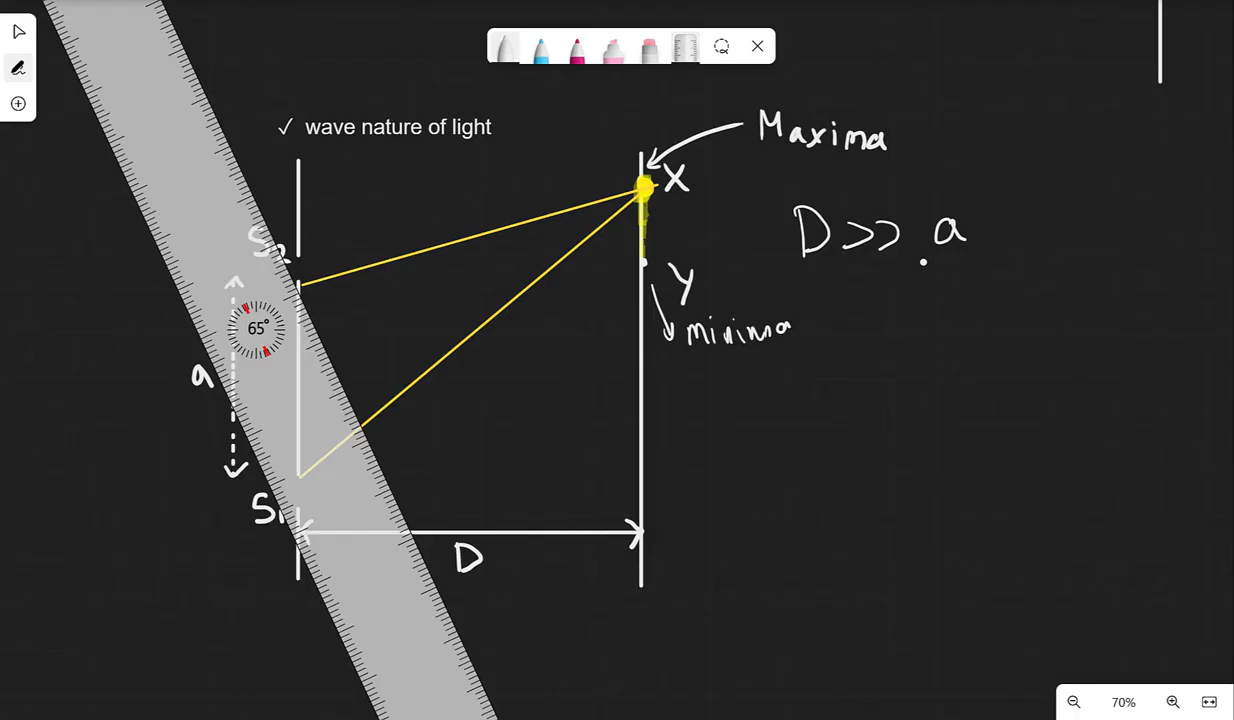 ✓ wave nature of light
Maxima
X
D >> a
S2
Y
minima
65°
a
S1
D
70%